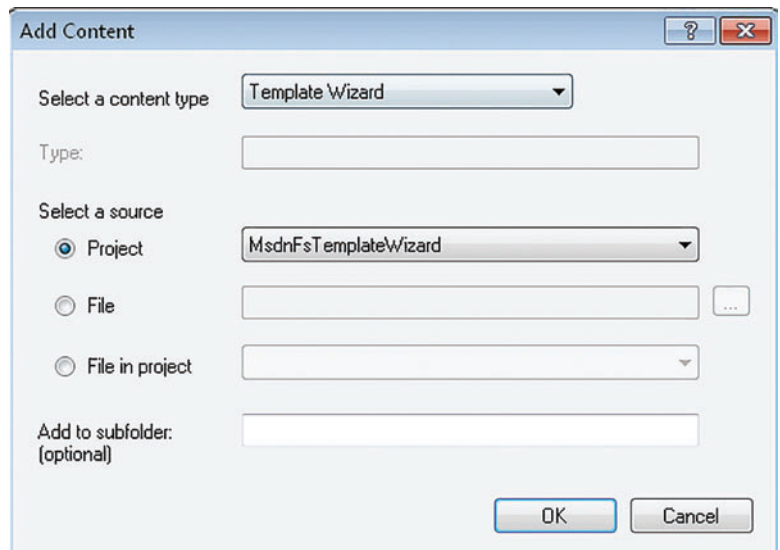 Add Content
?
Select a content type
Template Wizard
Type:
Select a source
Project
MsdnFsTemplateWizard
File
...
File in project
Add to subfolder:
(optional)
OK
Cancel